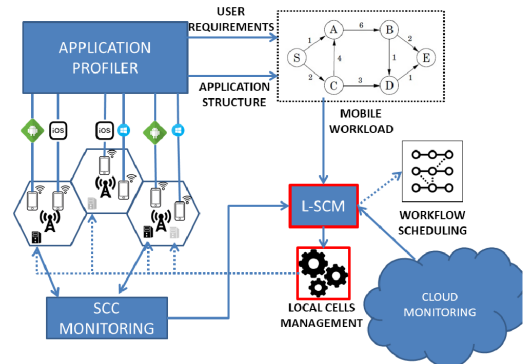 USER
REQUIREMENTS
APPLICATION
PROFILER
APPLICATION
STRUCTURE
S
A
B
C
D
E
1
2
4
6
3
1
2
1
MOBILE
WORKLOAD
iOS
iOS
L-SCM
WORKFLOW
SCHEDULING
LOCAL CELLS
MANAGEMENT
SCC
MONITORING
CLOUD
MONITORING